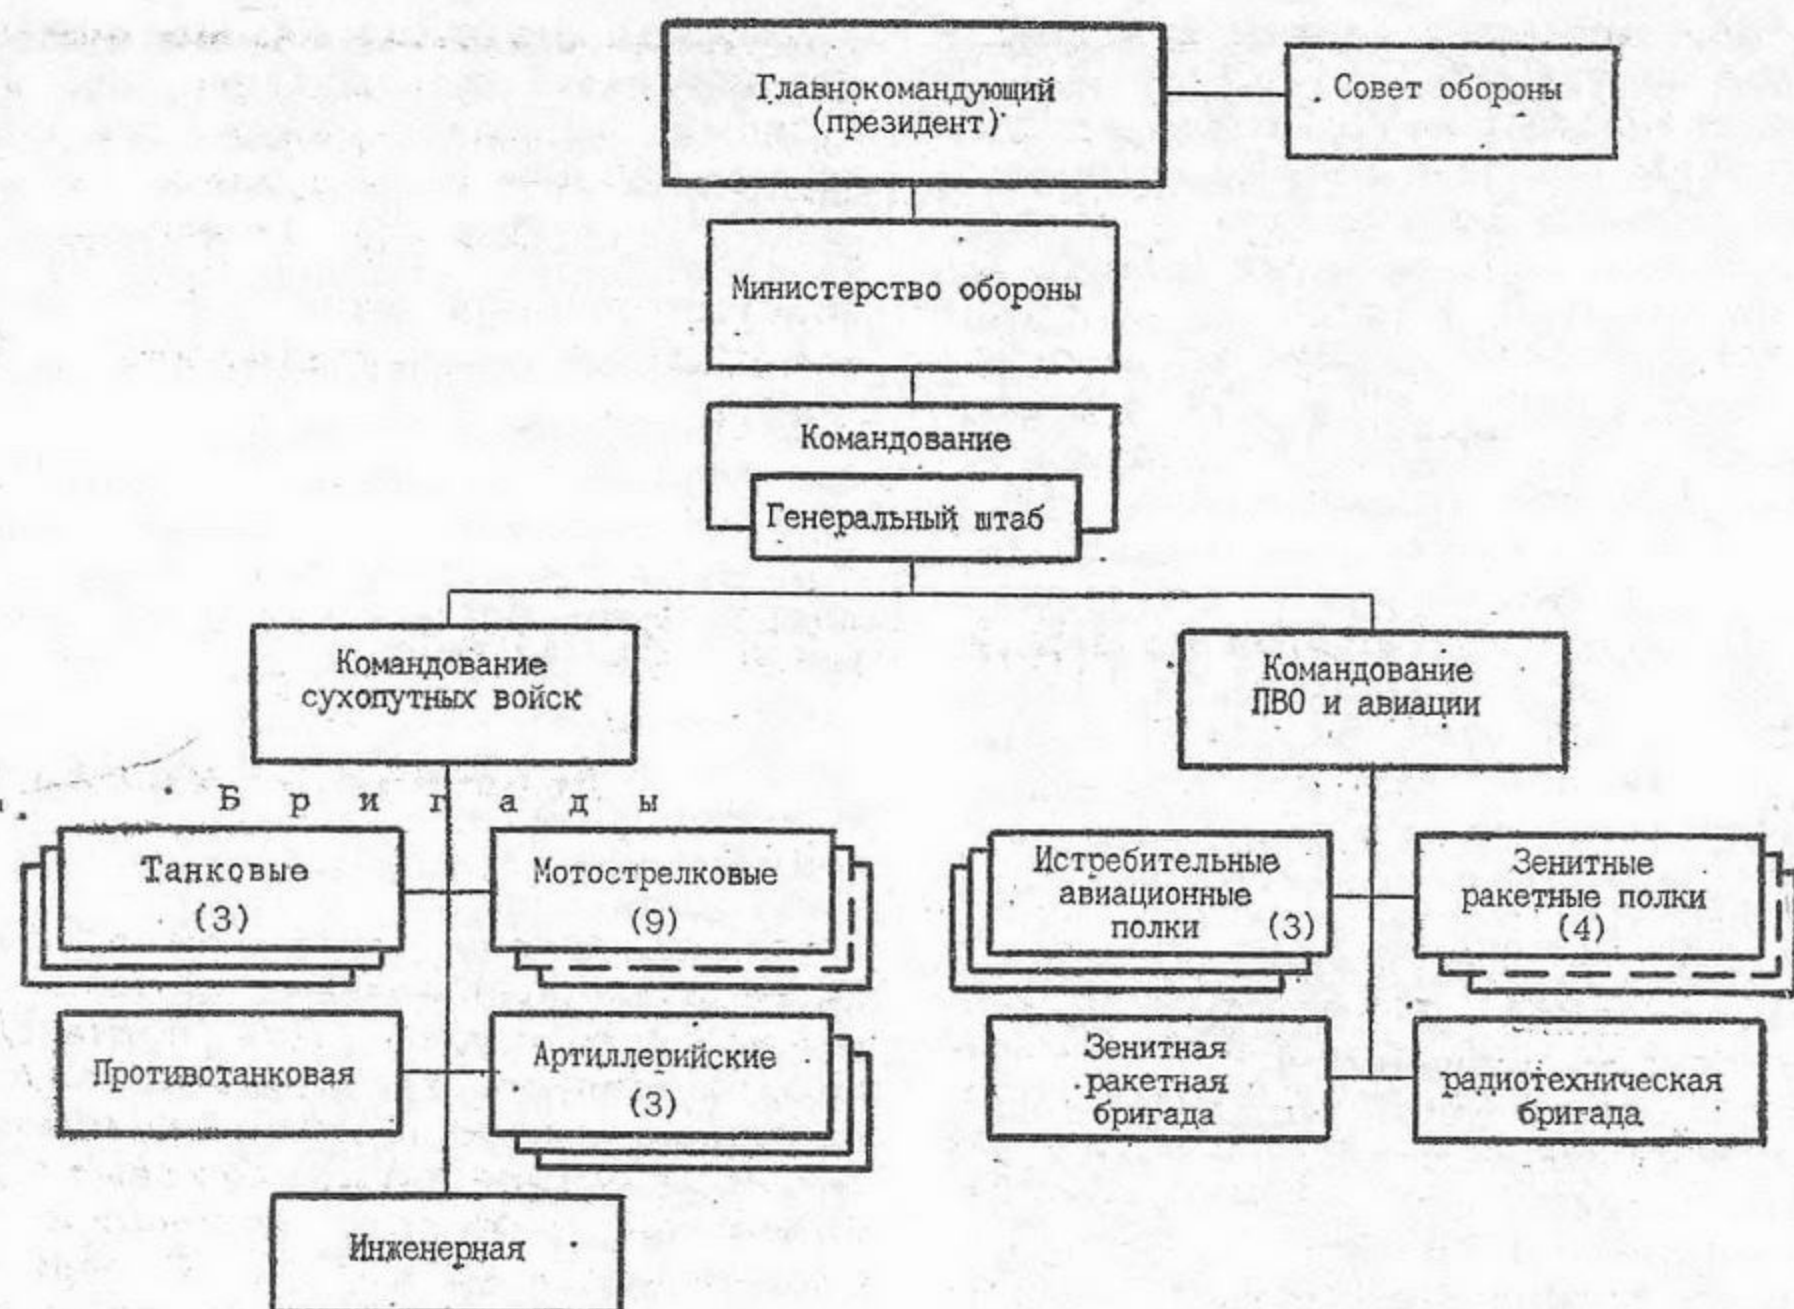 Главнокомандующий
(президент)
Совет обороны
Министерство обороны
Командование
Генеральный штаб
Командование
сухопутных войск
Командование
ПВО и авиации
Бригады
Танковые
(3)
Мотострелковые
(9)
Истребительные
авиационные
полки (3)
Зенитные
ракетные полки
(4)
Противотанковая
Артиллерийские
(3)
Зенитная
ракетная
бригада
радиотехническая
бригада
Инженерная